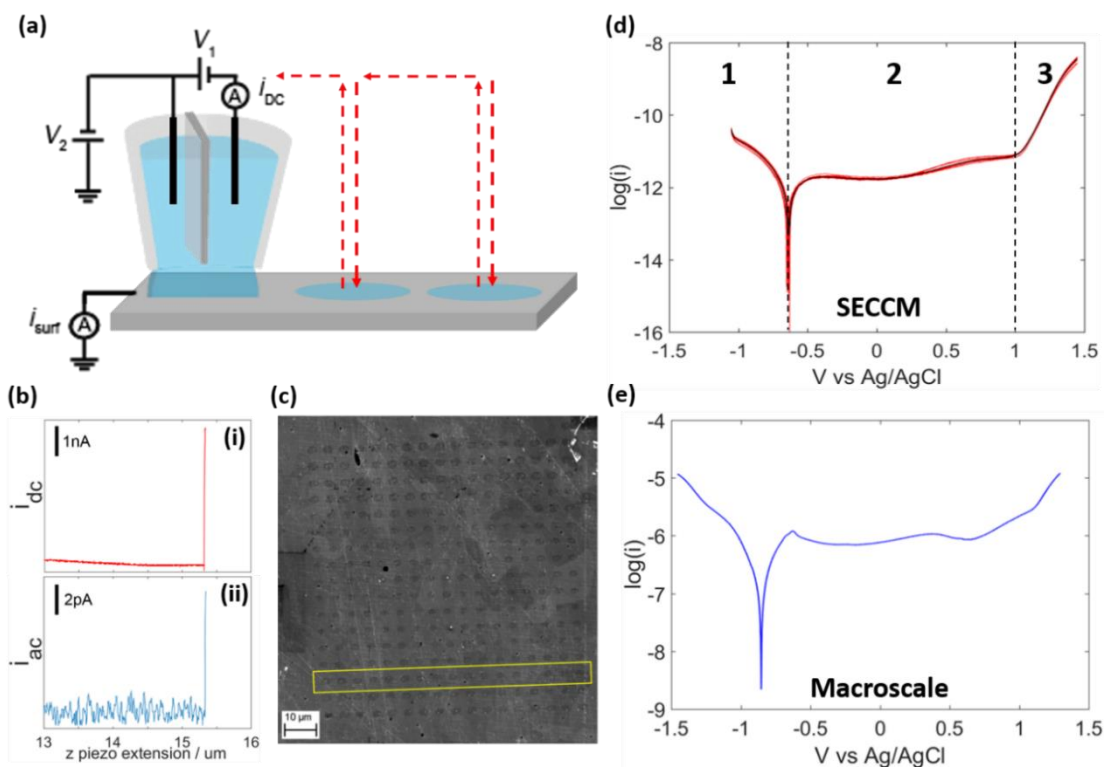 (a)
V1
A
iDC
V2
A
isurf
(b)
1nA
(i)
idc
2pA
(ii)
iac
13 14 15 16
z piezo extension / um
(c)
10 µm
(d)
-8
-10
-12
-14
-16
log(i)
1 2 3
SECCM
-1.5 -1 -0.5 0 0.5 1 1.5
V vs Ag/AgCl
(e)
-4
-5
-6
-7
-8
-9
log(i)
Macroscale
-1.5 -1 -0.5 0 0.5 1 1.5
V vs Ag/AgCl